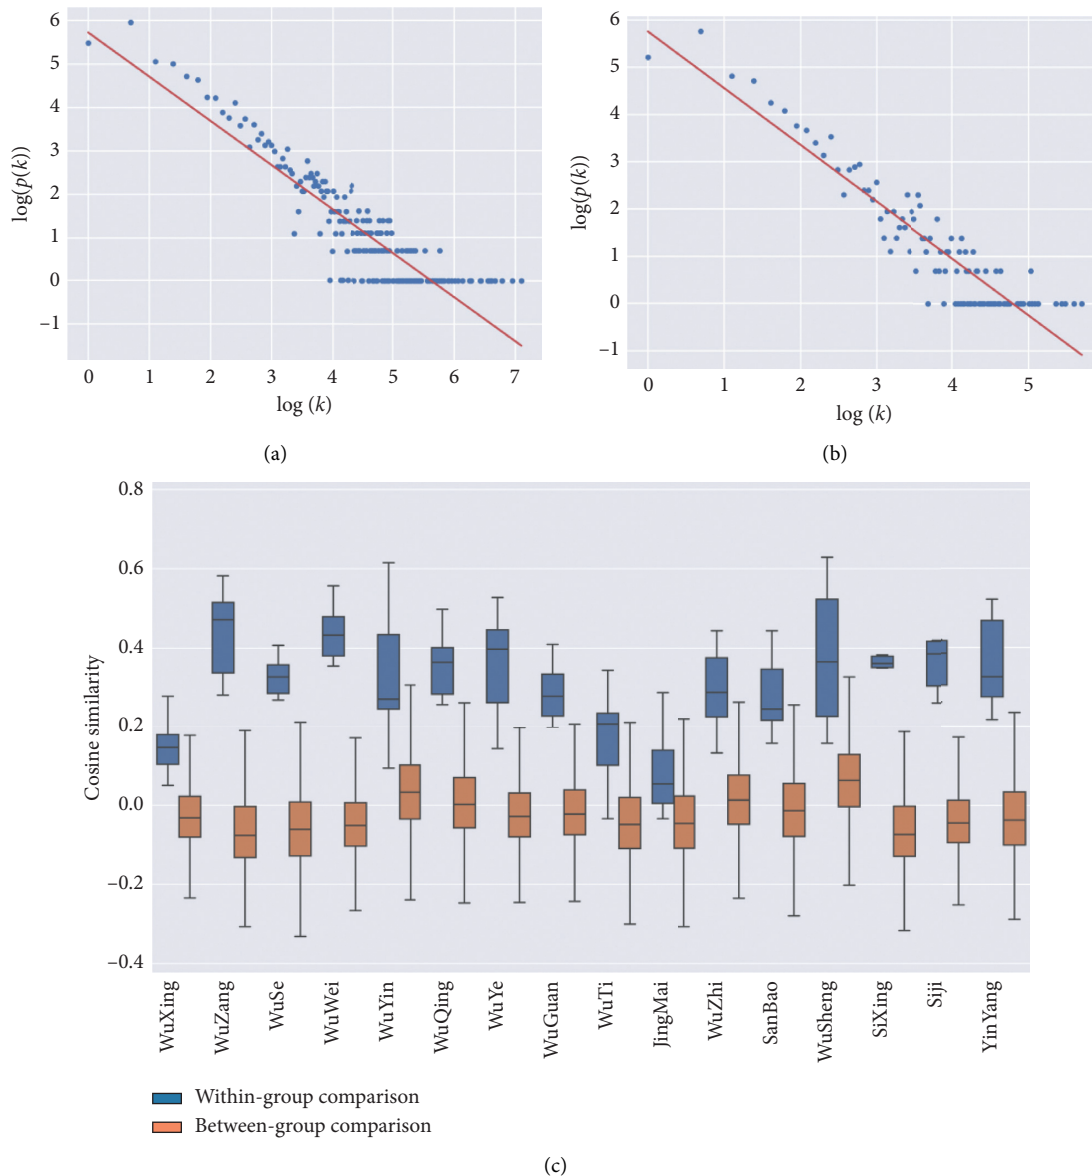 6
5
4
3
2
1
0
−1
log(p(k))
0 1 2 3 4 5 6 7
log (k)
(a)
6
5
4
3
2
1
0
−1
log(p(k))
0 1 2 3 4 5
log (k)
(b)
0.8
0.6
0.4
0.2
0.0
−0.2
−0.4
Cosine similarity
WuXing
WuZang
WuSe
WuWei
WuYin
WuQing
WuYe
WuGuan
WuTi
JingMai
WuZhi
SanBao
WuSheng
SiXing
Siji
YinYang
Within-group comparison
Between-group comparison
(c)